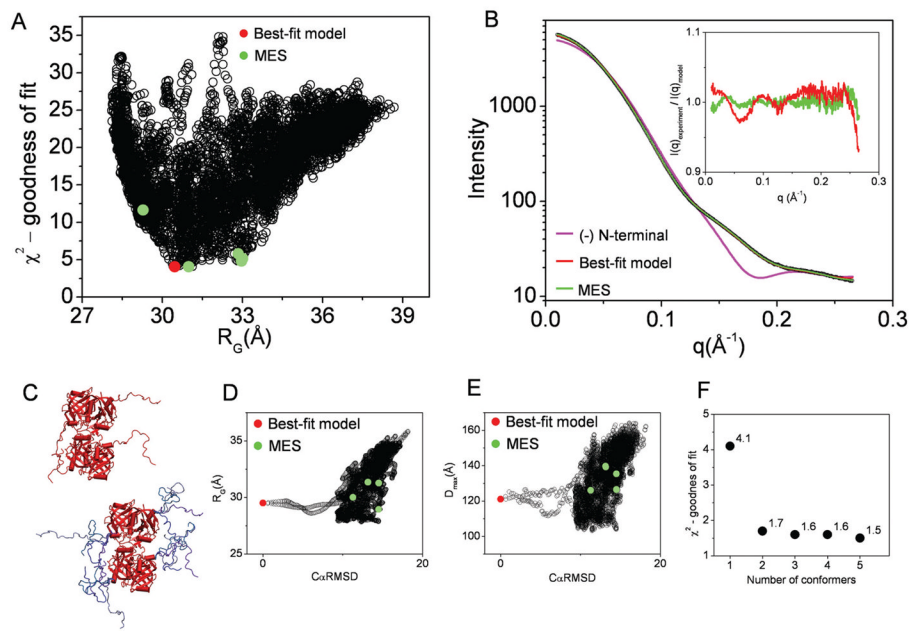 A
χ² – goodness of fit
35
30
25
20
15
10
5
0
27
30
33
36
39
R_G(Å)
Best-fit model
MES
B
Intensity
1000
100
10
0.0
0.1
0.2
0.3
q(Å⁻¹)
(-) N-terminal
Best-fit model
MES
I(q)experiment / I(q)model
1.1
1.0
0.9
0.0
0.1
0.2
0.3
q (Å⁻¹)
C
D
Best-fit model
MES
R_G(Å)
35
30
25
0
20
CαRMSD
E
Best-fit model
MES
D_max(Å)
160
140
120
100
0
20
CαRMSD
F
χ² - goodnes of fit
5
4
3
2
1
4.1
1.7
1.6
1.6
1.5
1
2
3
4
5
Number of conformers